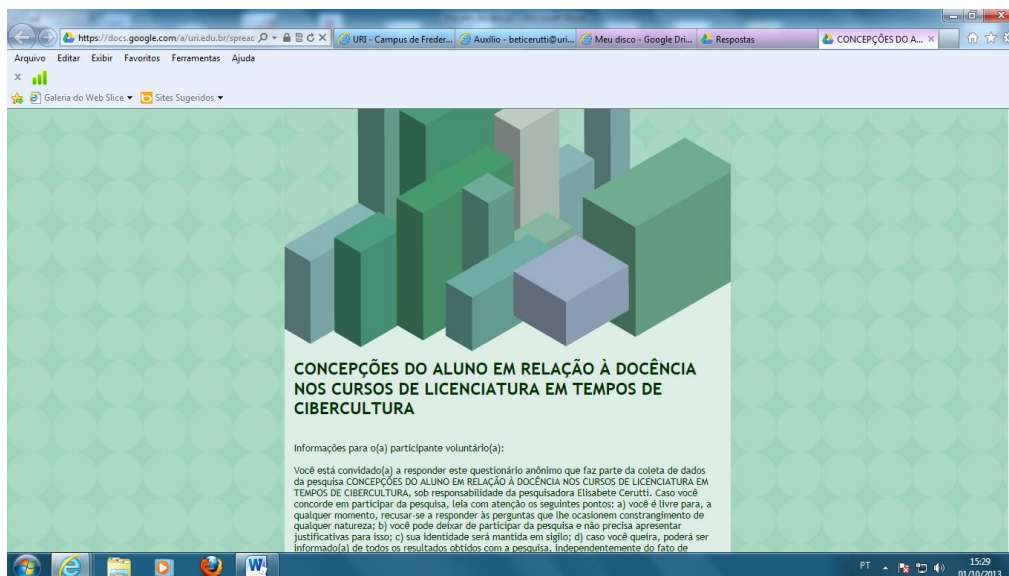 https://docs.google.com/a/uri.edu.br/spreac
URI - Campus de Freder...
Auxílio - beticerutti@uri...
Meu disco - Google Dri...
Respostas
CONCEPÇÕES DO A...
Arquivo Editar Exibir Favoritos Ferramentas Ajuda
Galeria do Web Slice
Sites Sugeridos
CONCEPÇÕES DO ALUNO EM RELAÇÃO À DOCÊNCIA
NOS CURSOS DE LICENCIATURA EM TEMPOS DE
CIBERCULTURA
Informações para o(a) participante voluntário(a):
Você está convidado(a) a responder este questionário anônimo que faz parte da coleta de dados
da pesquisa CONCEPÇÕES DO ALUNO EM RELAÇÃO À DOCÊNCIA NOS CURSOS DE LICENCIATURA EM
TEMPOS DE CIBERCULTURA, sob responsabilidade da pesquisadora Elisabete Cerutti. Caso você
concorde em participar da pesquisa, leia com atenção os seguintes pontos: a) você é livre para, a
qualquer momento, recusar-se a responder às perguntas que lhe ocasionem constrangimento de
qualquer natureza; b) você pode deixar de participar da pesquisa e não precisa apresentar
justificativas para isso; c) sua identidade será mantida em sigilo; d) caso você queira, poderá ser
informado(a) de todos os resultados obtidos com a pesquisa, independentemente do fato de
PT
15:29
01/10/2013